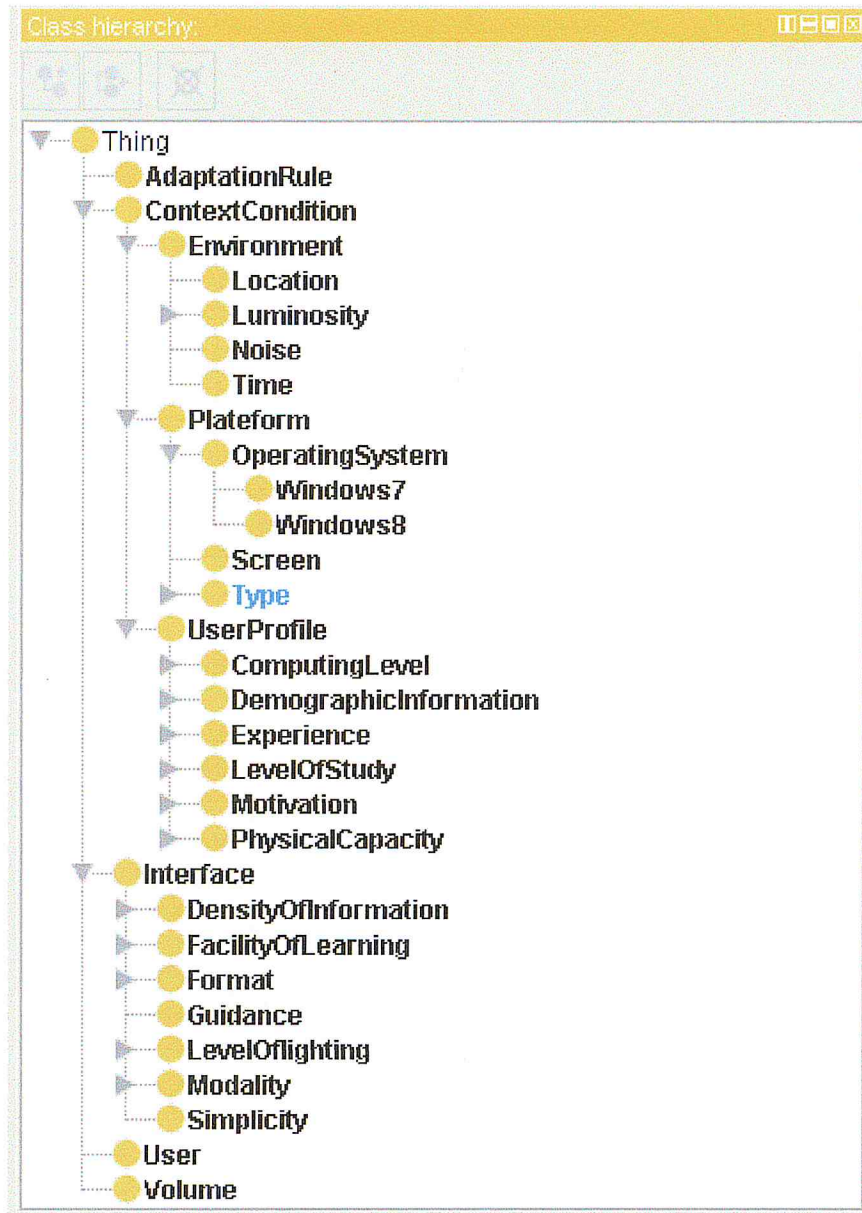 Class hierarchy:
Thing
AdaptationRule
ContextCondition
Environment
Location
Luminosity
Noise
Time
Plateform
OperatingSystem
Windows7
Windows8
Screen
Type
UserProfile
ComputingLevel
DemographicInformation
Experience
LevelOfStudy
Motivation
PhysicalCapacity
Interface
DensityOfInformation
FacilityOfLearning
Format
Guidance
LevelOflighting
Modality
Simplicity
User
Volume